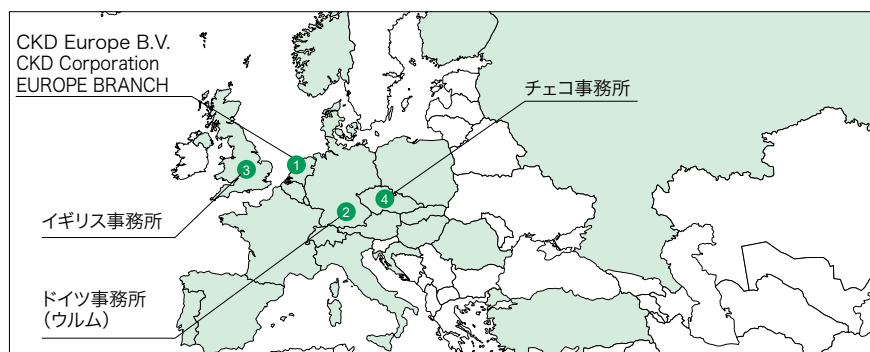 CKD Europe B.V.
CKD Corporation
EUROPE BRANCH
チェコ事務所
1
3
4
2
イギリス事務所
ドイツ事務所
（ウルム）